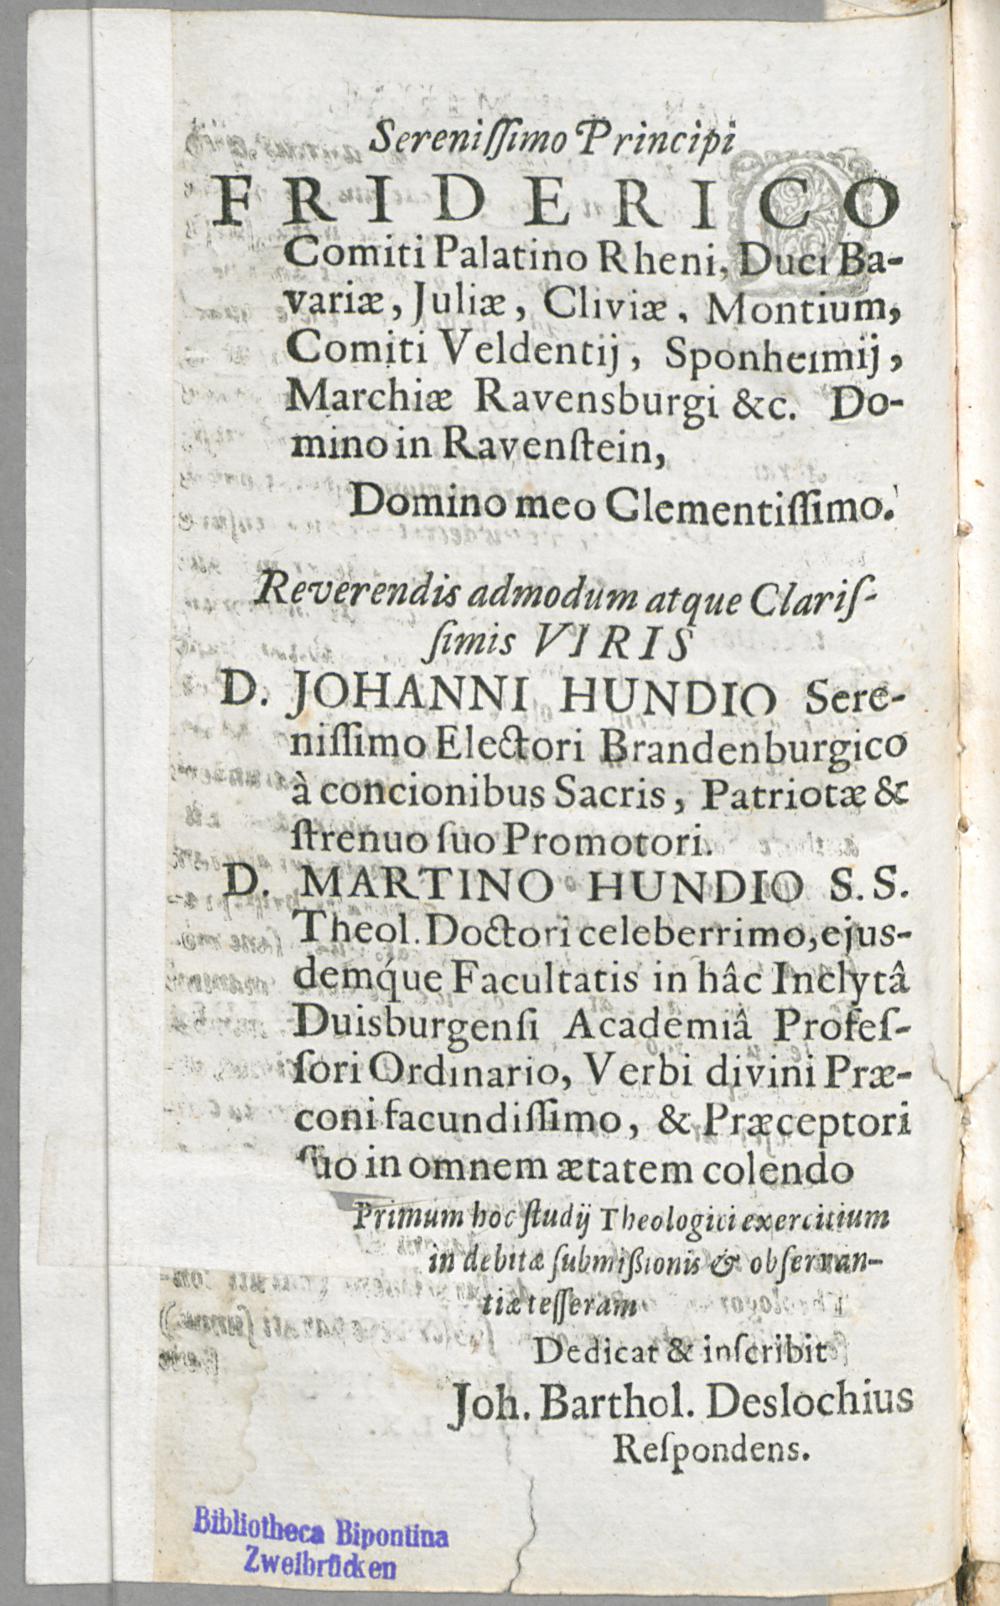 Sereniſſimo Principi
FRIDERICO
Comiti Palatino Rheni, Duci Ba-
variæ, Juliæ, Cliviæ, Montium,
Comiti Veldentij, Sponheimij,
Marchiæ Ravensburgi &c. Do-
mino in Ravenſtein,
Domino meo Clementiſſimo.
Reverendis admodum atque Clariſ-
ſimis VIRIS
D. JOHANNI HUNDIO Sere-
niſſimo Electori Brandenburgico
à concionibus Sacris, Patriotæ &
ſtrenuo ſuo Promotori.
D. MARTINO HUNDIO S. S.
Theol. Doctori celeberrimo, ejus-
demq́ue Facultatis in hâc Inclytâ
Duisburgenſi Academiâ Profeſ-
ſori Ordinario, Verbi divini Præ-
coni facundiſſimo, & Præceptori
ſuo in omnem ætatem colendo
Primum hoc ſtudij Theologici exercitium
in debitæ ſubmißionis & obſervan-
tiæ teſſeram
Dedicat & inſcribit
Joh. Barthol. Deslochius
Reſpondens.
Bibliotheca Bipontina
Zweibrücken